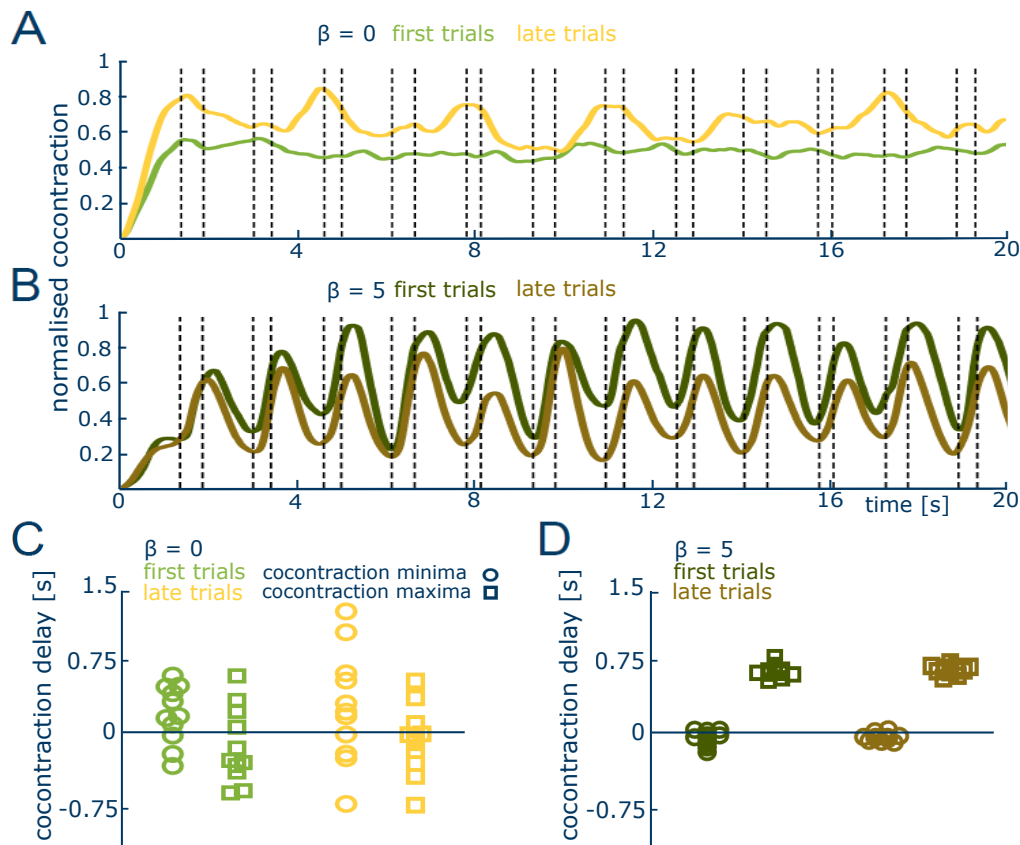 A
β = 0 first trials late trials
normalised cocontraction
1
0.8
0.6
0.4
0.2
0 4 8 12 16 20
B
β = 5 first trials late trials
1
0.8
0.6
0.4
0.2
0 4 8 12 16 20
time [s]
C
β = 0
first trials
late trials
cocontraction minima
cocontraction maxima
cocontraction delay [s]
1.5
0.75
0
-0.75
D
β = 5
first trials
late trials
cocontraction delay [s]
1.5
0.75
0
-0.75